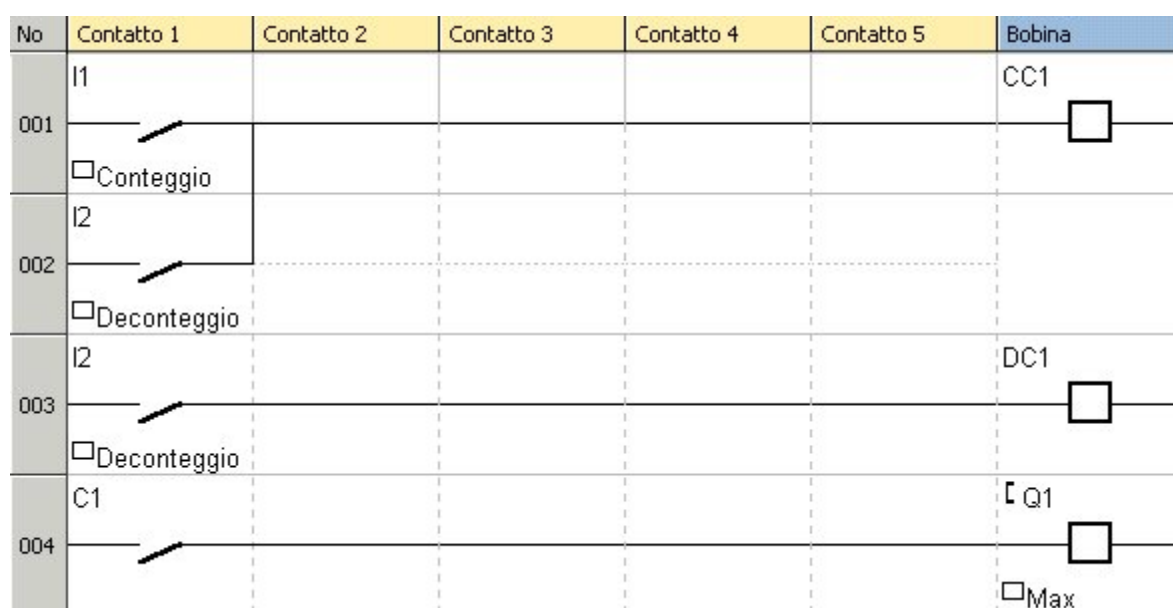 No Contatto 1 Contatto 2 Contatto 3 Contatto 4 Contatto 5 Bobina
I1 CC1
001
Conteggio
I2
002
Deconteggio
I2 DC1
003
Deconteggio
C1 [ Q1
004
Max